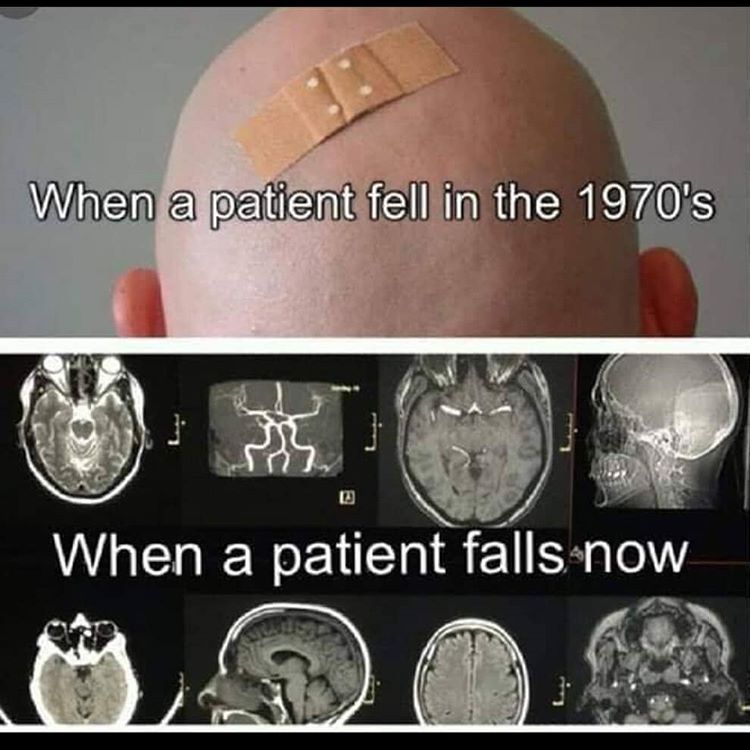 When a patient fell in the 1970's
When a patient falls now